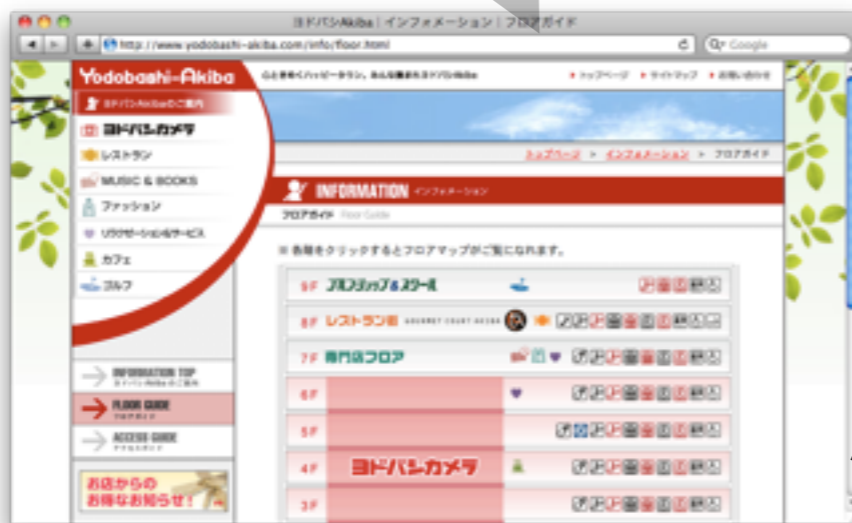 ヨドバシAkiba | インフォメーション | フロアガイド
http://www.yodobashi-akiba.com/info/floor.html
Google
Yodobashi-Akiba
トップページ
サイトマップ
お問い合わせ
ヨドバシAkibaのご案内
ヨドバシカメラ
レストラン
MUSIC & BOOKS
ファッション
リラクゼーション&サービス
カフェ
ゴルフ
INFORMATION TOP
ヨドバシAkibaのご案内
FLOOR GUIDE
フロアガイド
ACCESS GUIDE
アクセスガイド
お店からの
お得なお知らせ!
トップページ > インフォメーション > フロアガイド
INFORMATION インフォメーション
フロアガイド Floor Guide
※ 各階をクリックするとフロアマップがご覧になれます。
9F ゴルフショップ&スクール
8F レストラン街
7F 専門店フロア
6F
5F
4F ヨドバシカメラ
3F